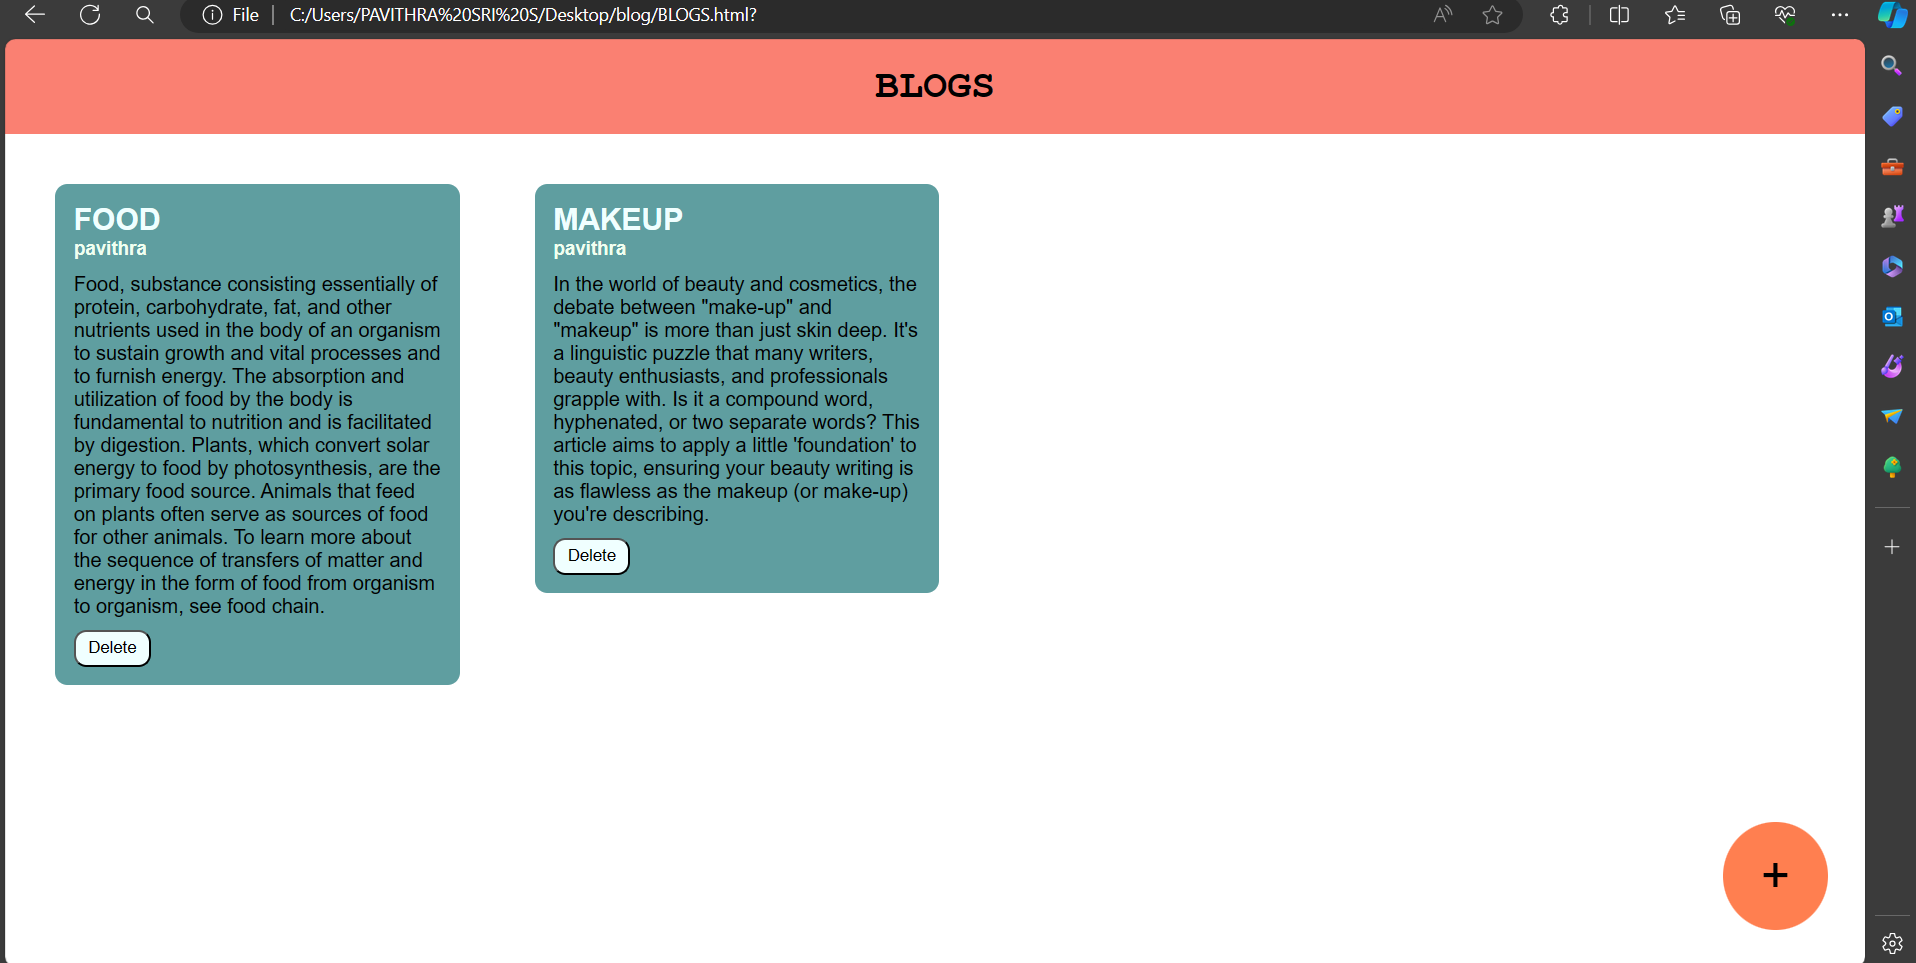 File
C:/Users/PAVITHRA%20SRI%20S/Desktop/blog/BLOGS.html?
BLOGS
FOOD
pavithra
Food, substance consisting essentially of
protein, carbohydrate, fat, and other
nutrients used in the body of an organism
to sustain growth and vital processes and
to furnish energy. The absorption and
utilization of food by the body is
fundamental to nutrition and is facilitated
by digestion. Plants, which convert solar
energy to food by photosynthesis, are the
primary food source. Animals that feed
on plants often serve as sources of food
for other animals. To learn more about
the sequence of transfers of matter and
energy in the form of food from organism
to organism, see food chain.
Delete
MAKEUP
pavithra
In the world of beauty and cosmetics, the
debate between "make-up" and
"makeup" is more than just skin deep. It's
a linguistic puzzle that many writers,
beauty enthusiasts, and professionals
grapple with. Is it a compound word,
hyphenated, or two separate words? This
article aims to apply a little 'foundation' to
this topic, ensuring your beauty writing is
as flawless as the makeup (or make-up)
you're describing.
Delete
+